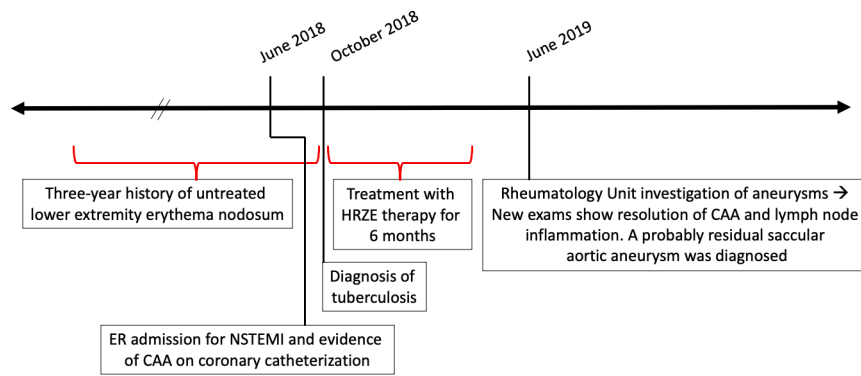 June 2018
October 2018
June 2019
Three-year history of untreated
lower extremity erythema nodosum
Treatment with
HRZE therapy for
6 months
Rheumatology Unit investigation of aneurysms →
New exams show resolution of CAA and lymph node
inflammation. A probably residual saccular
aortic aneurysm was diagnosed
Diagnosis of
tuberculosis
ER admission for NSTEMI and evidence
of CAA on coronary catheterization